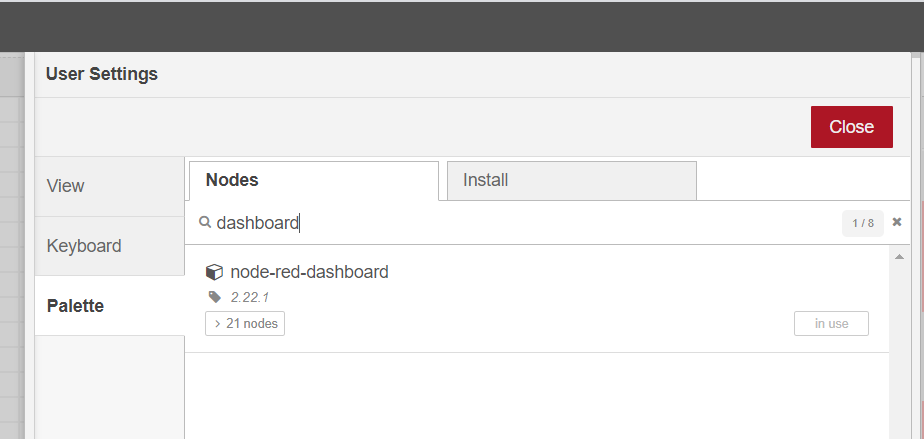 User Settings
Close
View
Keyboard
Palette
Nodes
Install
dashboard
1 / 8
node-red-dashboard
2.22.1
21 nodes
in use